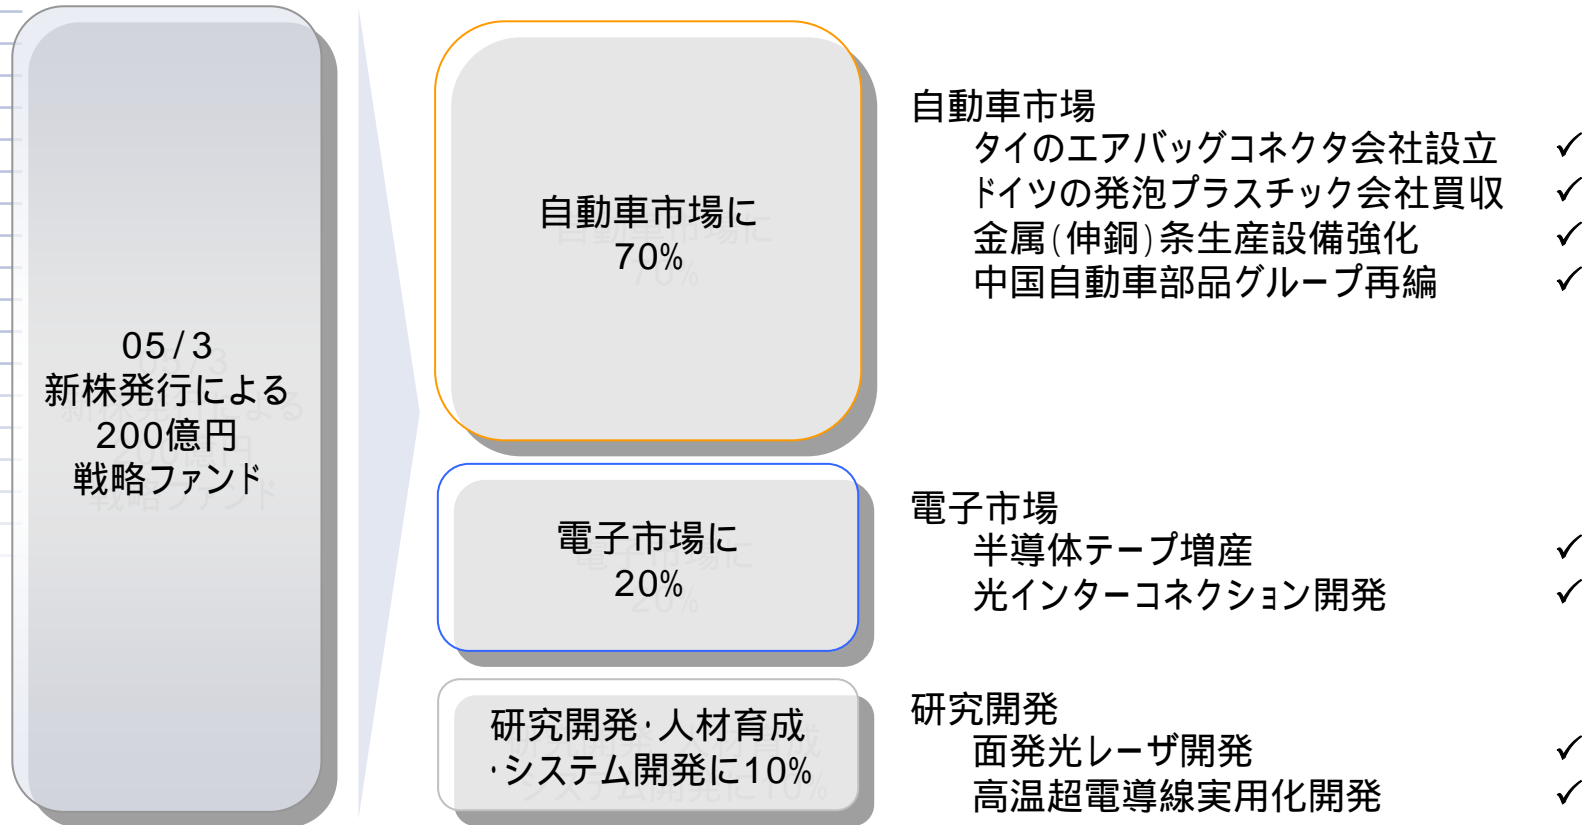 05/3
新株発行による
200億円
戦略ファンド
自動車市場に
70%
電子市場に
20%
研究開発・人材育成
・システム開発に10%
自動車市場
タイのエアバッグコネクタ会社設立 ✓
ドイツの発泡プラスチック会社買収 ✓
金属(伸銅)条生産設備強化 ✓
中国自動車部品グループ再編 ✓
電子市場
半導体テープ増産 ✓
光インターコネクション開発 ✓
研究開発
面発光レーザ開発 ✓
高温超電導線実用化開発 ✓